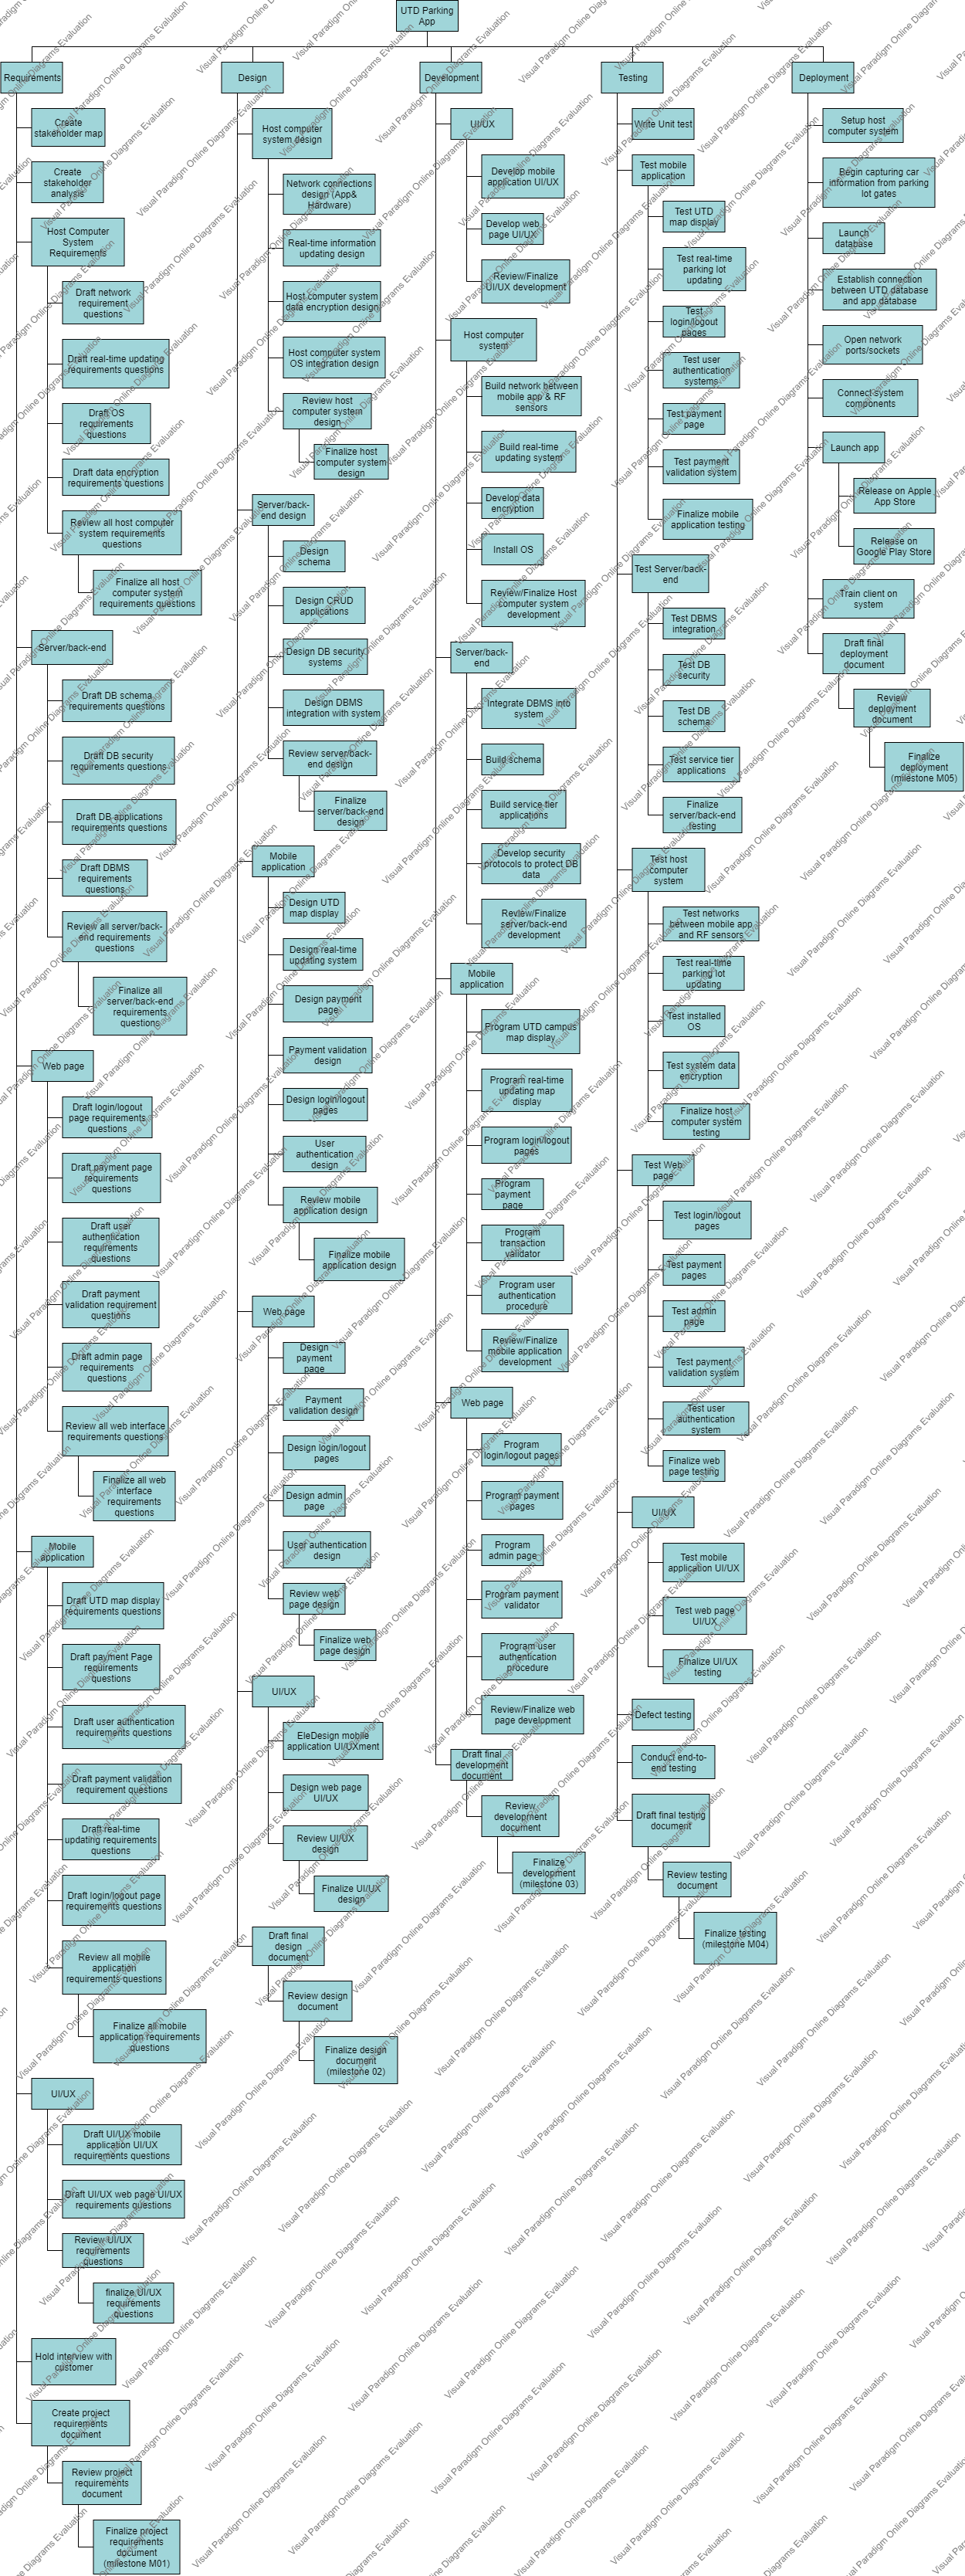 UTD Parking
App
Requirements
Create
stakeholder map
Create
stakeholder
analysis
Host Computer
System
Requirements
Draft network
requirement
questions
Draft real-time updating
requirements questions
Draft OS
requirements
questions
Draft data encryption
requirements questions
Review all host computer
system requirements
questions
Finalize all host
computer system
requirements questions
Server/back-end
Draft DB schema
requirements questions
Draft DB security
requirements questions
Draft DB applications
requirements questions
Draft DBMS
requirements
questions
Review all server/back-
end requirements
questions
Finalize all
server/back-end
requirements
questions
Web page
Draft login/logout
page requirements
questions
Draft payment page
requirements
questions
Draft user
authentication
requirements
questions
Draft payment
validation requirement
questions
Draft admin page
requirements
questions
Review all web interface
requirements questions
Finalize all web
interface
requirements
questions
Mobile
application
Draft UTD map display
requirements questions
Draft payment Page
requirements
questions
Draft user authentication
requirements questions
Draft payment validation
requirement questions
Draft real-time
updating requirements
questions
Draft login/logout page
requirements questions
Review all mobile
application
requirements questions
Finalize all mobile
application requirements
questions
UI/UX
Draft UI/UX mobile
application UI/UX
requirements questions
Draft UI/UX web page UI/UX
requirements questions
Review UI/UX
requirements
questions
finalize UI/UX
requirements
questions
Hold interview with
customer
Create project
requirements
document
Review project
requirements
document
Finalize project
requirements
document
(milestone M01)
Design
Host computer
system design
Network connections
design (App&
Hardware)
Real-time information
updating design
Host computer system
data encryption design
Host computer system
OS integration design
Review host
computer system
design
Finalize host
computer system
design
Server/back-
end design
Design
schema
Design CRUD
applications
Design DB security
systems
Design DBMS
integration with system
Review server/back-
end design
Finalize
server/back-end
design
Mobile
application
Design UTD
map display
Design real-time
updating system
Design payment
page
Payment validation
design
Design login/logout
pages
User
authentication
design
Review mobile
application design
Finalize mobile
application design
Web page
Design
payment
page
Payment
validation design
Design login/logout
pages
Design admin
page
User authentication
design
Review web
page design
Finalize web
page design
UI/UX
EleDesign mobile
application UI/UXment
Design web page
UI/UX
Review UI/UX
design
Finalize UI/UX
design
Draft final
design
document
Review design
document
Finalize design
document
(milestone 02)
Development
UI/UX
Develop mobile
application UI/UX
Develop web
page UI/UX
Review/Finalize
UI/UX development
Host computer
system
Build network between
mobile app & RF
sensors
Build real-time
updating system
Develop data
encryption
Install OS
Review/Finalize Host
computer system
development
Server/back-
end
Integrate DBMS into
system
Build schema
Build service tier
applications
Develop security
protocols to protect DB
data
Review/Finalize
server/back-end
development
Mobile
application
Program UTD campus
map display
Program real-time
updating map
display
Program login/logout
pages
Program
payment
page
Program
transaction
validator
Program user
authentication
procedure
Review/Finalize
mobile application
development
Web page
Program
login/logout pages
Program payment
pages
Program
admin page
Program payment
validator
Program user
authentication
procedure
Review/Finalize web
page development
Draft final
development
document
Review
development
document
Finalize
development
(milestone 03)
Testing
Write Unit test
Test mobile
application
Test UTD
map display
Test real-time
parking lot
updating
Test
login/logout
pages
Test user
authentication
systems
Test payment
page
Test payment
validation system
Finalize mobile
application testing
Test Server/back-
end
Test DBMS
integration
Test DB
security
Test DB
schema
Test service tier
applications
Finalize
server/back-end
testing
Test host
computer
system
Test networks
between mobile app
and RF sensors
Test real-time
parking lot
updating
Test installed
OS
Test system data
encryption
Finalize host
computer system
testing
Test Web
page
Test login/logout
pages
Test payment
pages
Test admin
page
Test payment
validation system
Test user
authentication
system
Finalize web
page testing
UI/UX
Test mobile
application UI/UX
Test web page
UI/UX
Finalize UI/UX
testing
Defect testing
Conduct end-to-
end testing
Draft final testing
document
Review testing
document
Finalize testing
(milestone M04)
Deployment
Setup host
computer system
Begin capturing car
information from parking
lot gates
Launch
database
Establish connection
between UTD database
and app database
Open network
ports/sockets
Connect system
components
Launch app
Release on Apple
App Store
Release on
Google Play Store
Train client on
system
Draft final
deployment
document
Review
deployment
document
Finalize
deployment
(milestone M05)
Visual Paradigm Online Diagrams Evaluation